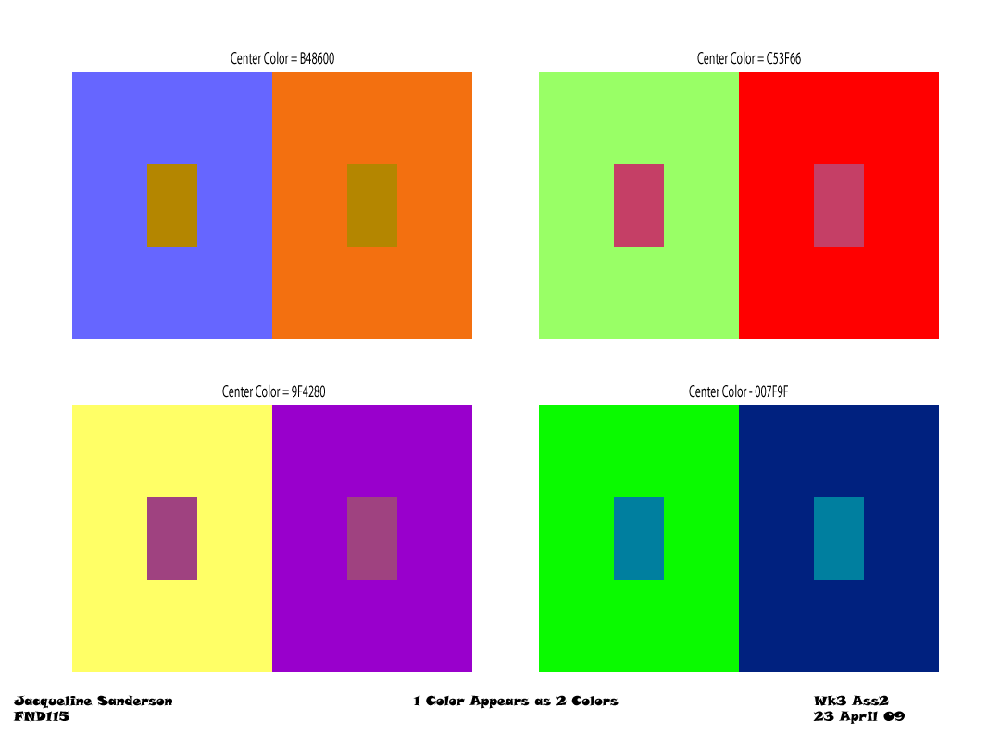 Center Color = B48600
Center Color = C53F66
Center Color = 9F4280
Center Color - 007F9F
Jacqueline Sanderson
FND115
1 Color Appears as 2 Colors
Wk3 Ass2
23 April 09